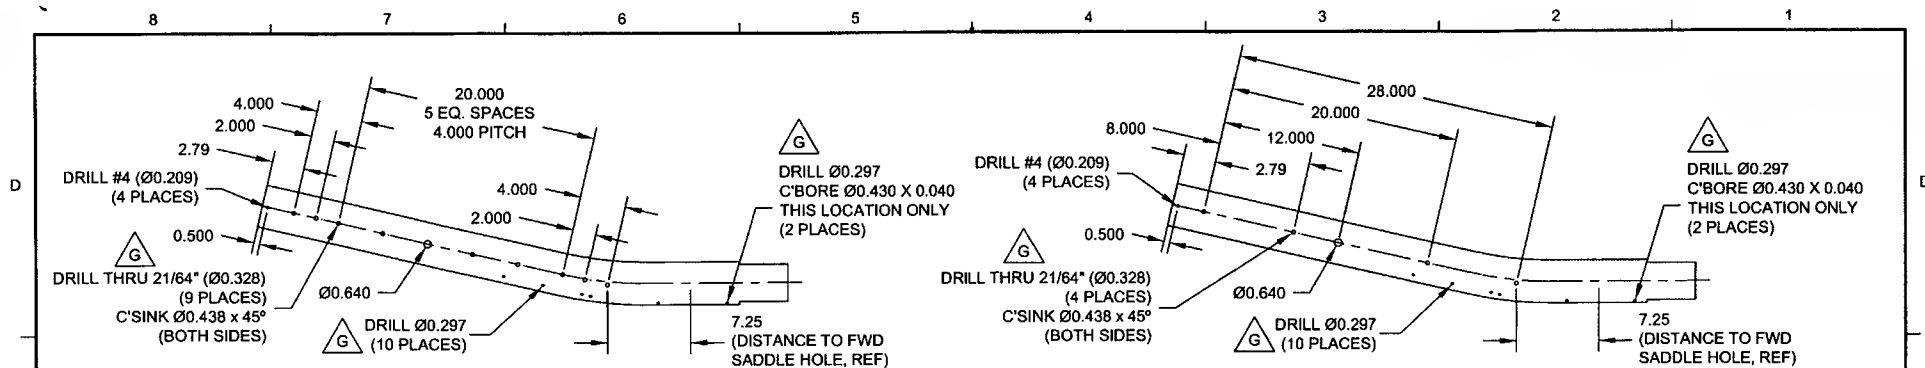 8 7 6 5 4 3 2 1
D
20.000
5 EQ. SPACES
4.000 PITCH
4.000
2.000
2.79
DRILL #4 (Ø0.209)
(4 PLACES)
0.500
G
DRILL THRU 21/64" (Ø0.328)
(9 PLACES)
C'SINK Ø0.438 x 45°
(BOTH SIDES)
Ø0.640
4.000
2.000
G
DRILL Ø0.297
(10 PLACES)
G
DRILL Ø0.297
C'BORE Ø0.430 X 0.040
THIS LOCATION ONLY
(2 PLACES)
7.25
(DISTANCE TO FWD
SADDLE HOLE, REF)
28.000
20.000
12.000
8.000
2.79
DRILL #4 (Ø0.209)
(4 PLACES)
0.500
G
DRILL THRU 21/64" (Ø0.328)
(4 PLACES)
C'SINK Ø0.438 x 45°
(BOTH SIDES)
Ø0.640
G
DRILL Ø0.297
(10 PLACES)
G
DRILL Ø0.297
C'BORE Ø0.430 X 0.040
THIS LOCATION ONLY
(2 PLACES)
7.25
(DISTANCE TO FWD
SADDLE HOLE, REF)